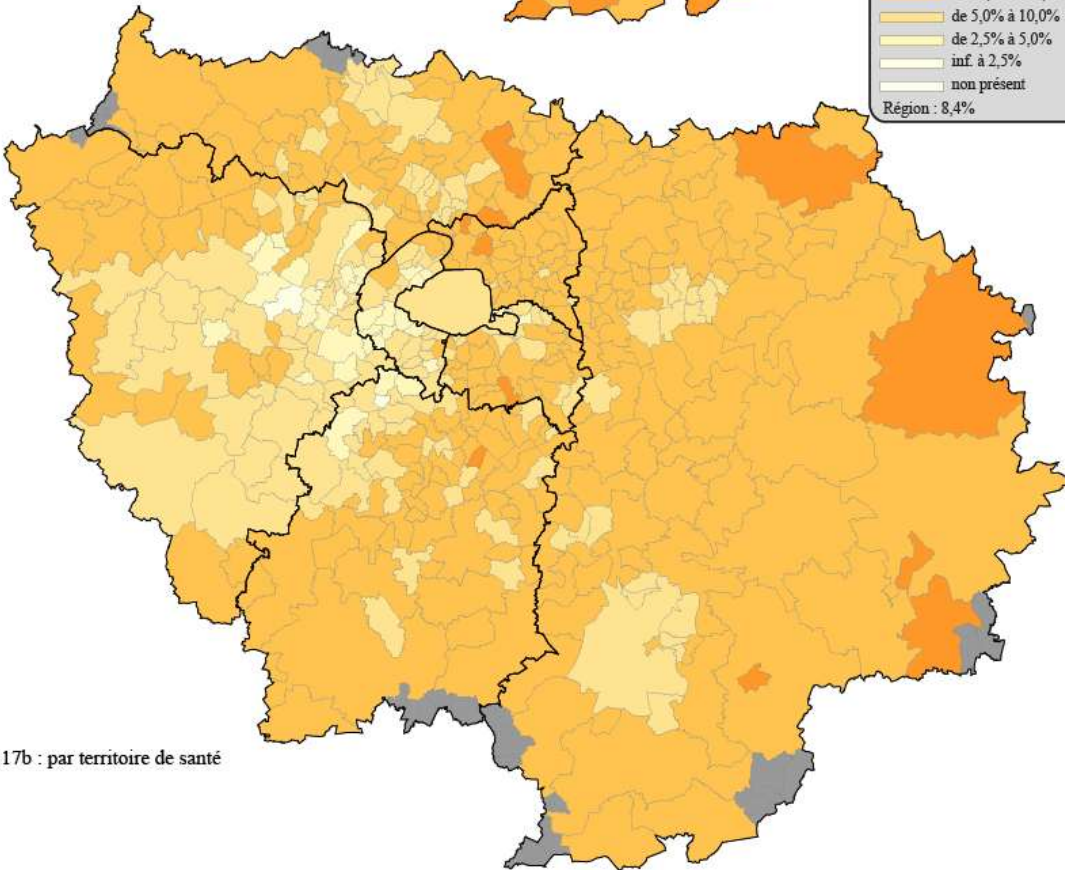 de 5,0% à 10,0%
de 2,5% à 5,0%
inf. à 2,5%
non présent
Région : 8,4%
17b : par territoire de santé